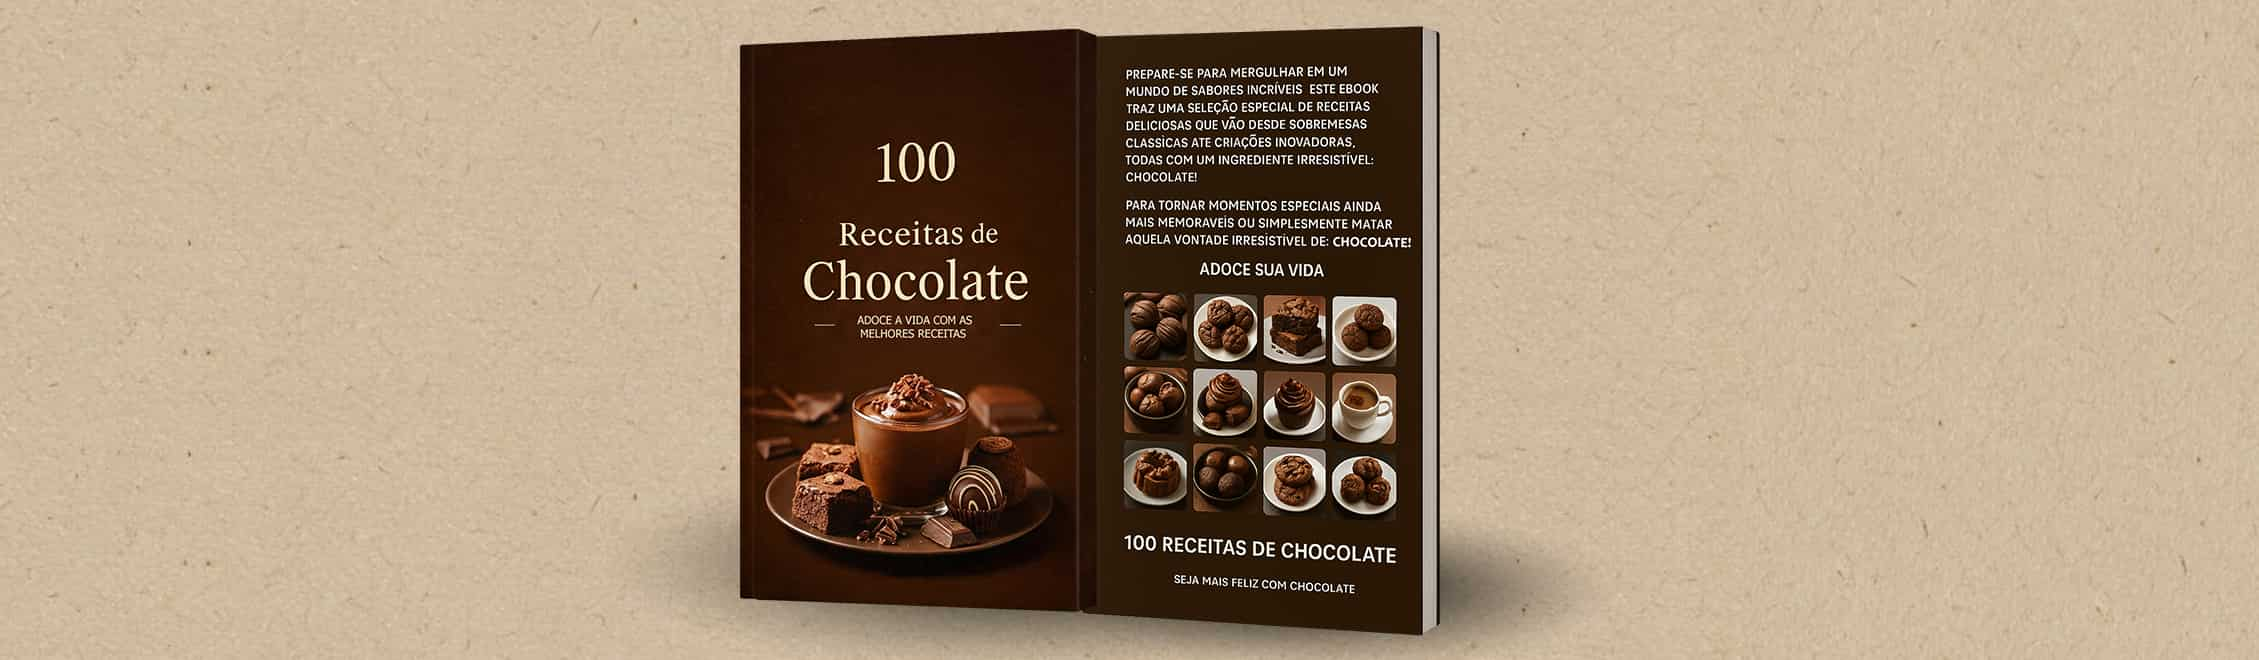 100
Receitas de
Chocolate
ADOCE A VIDA COM AS
MELHORES RECEITAS
PREPARE-SE PARA MERGULHAR EM UM
MUNDO DE SABORES INCRÍVEIS ESTE EBOOK
TRAZ UMA SELEÇÃO ESPECIAL DE RECEITAS
DELICIOSAS QUE VÃO DESDE SOBREMESAS
CLASSÍCAS ATE CRIAÇÕES INOVADORAS,
TODAS COM UM INGREDIENTE IRRESISTÍVEL:
CHOCOLATE!
PARA TORNAR MOMENTOS ESPECIAIS AINDA
MAIS MEMORAVEÍS OU SIMPLESMENTE MATAR
AQUELA VONTADE IRRESÍSTÍVEL DE: CHOCOLATE!
ADOCE SUA VIDA
100 RECEITAS DE CHOCOLATE
SEJA MAIS FELIZ COM CHOCOLATE